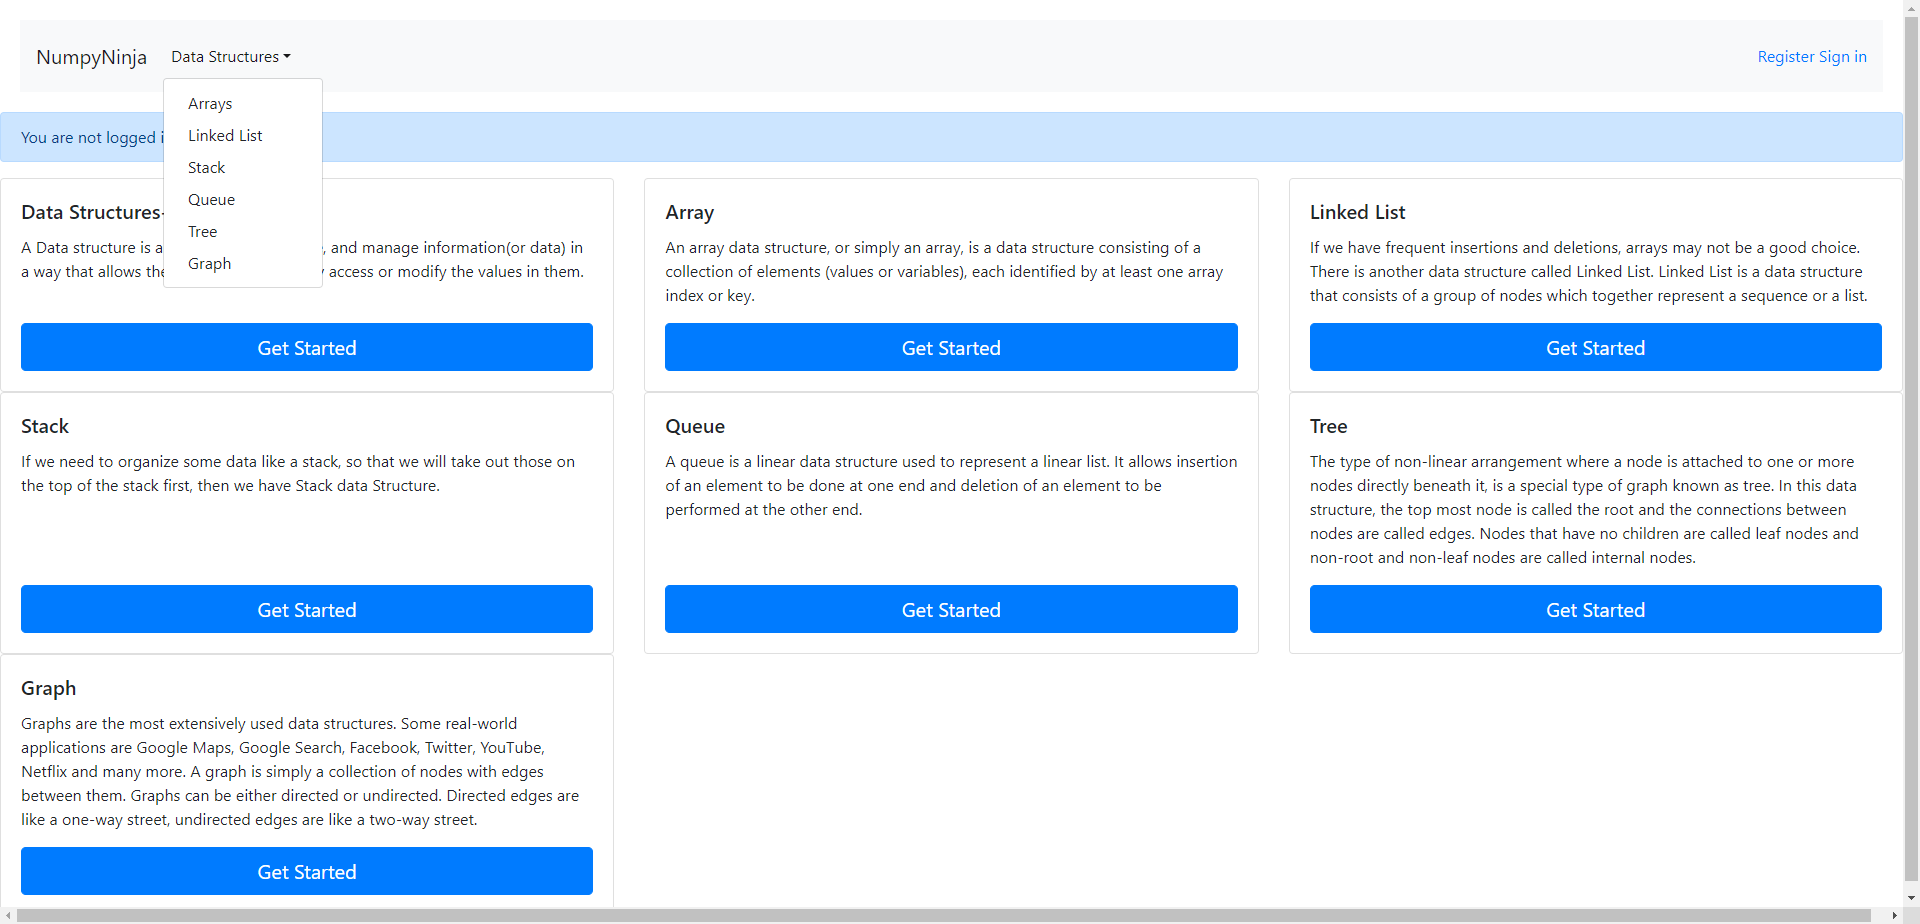 NumpyNinja
Data Structures
Register Sign in
Arrays
Linked List
Stack
Queue
Tree
Graph
You are not logged
Data Structures-
A Data structure is a , and manage information(or data) in
a way that allows the access or modify the values in them.
Get Started
Array
An array data structure, or simply an array, is a data structure consisting of a
collection of elements (values or variables), each identified by at least one array
index or key.
Get Started
Linked List
If we have frequent insertions and deletions, arrays may not be a good choice.
There is another data structure called Linked List. Linked List is a data structure
that consists of a group of nodes which together represent a sequence or a list.
Get Started
Stack
If we need to organize some data like a stack, so that we will take out those on
the top of the stack first, then we have Stack data Structure.
Get Started
Queue
A queue is a linear data structure used to represent a linear list. It allows insertion
of an element to be done at one end and deletion of an element to be
performed at the other end.
Get Started
Tree
The type of non-linear arrangement where a node is attached to one or more
nodes directly beneath it, is a special type of graph known as tree. In this data
structure, the top most node is called the root and the connections between
nodes are called edges. Nodes that have no children are called leaf nodes and
non-root and non-leaf nodes are called internal nodes.
Get Started
Graph
Graphs are the most extensively used data structures. Some real-world
applications are Google Maps, Google Search, Facebook, Twitter, YouTube,
Netflix and many more. A graph is simply a collection of nodes with edges
between them. Graphs can be either directed or undirected. Directed edges are
like a one-way street, undirected edges are like a two-way street.
Get Started